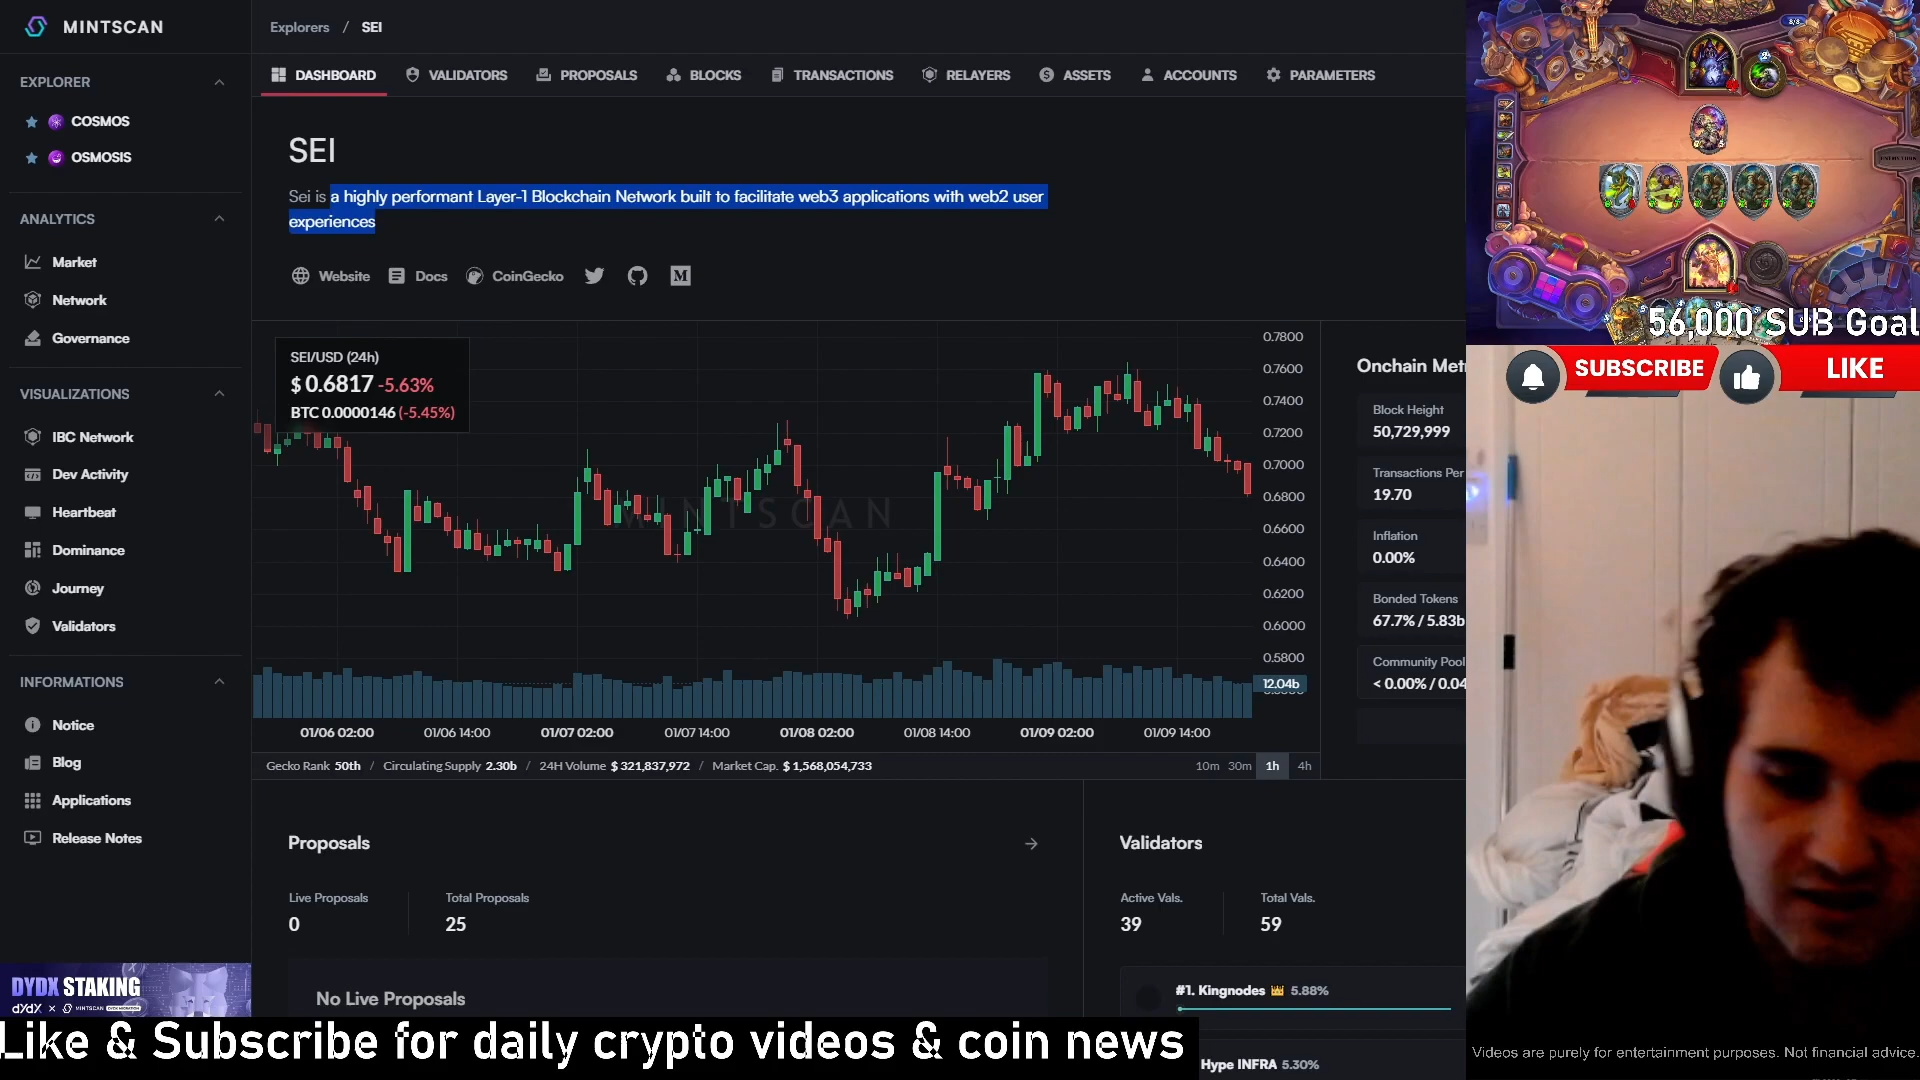 MINTSCAN
Explorers / SEI
EXPLORER
COSMOS
OSMOSIS
ANALYTICS
Market
Network
Governance
VISUALIZATIONS
IBC Network
Dev Activity
Heartbeat
Dominance
Journey
Validators
INFORMATIONS
Notice
Blog
Applications
Release Notes
DYDX STAKING
dYdX × MINTSCAN
DASHBOARD VALIDATORS PROPOSALS BLOCKS TRANSACTIONS RELAYERS ASSETS ACCOUNTS PARAMETERS
SEI
Sei is a highly performant Layer-1 Blockchain Network built to facilitate web3 applications with web2 user
experiences
Website Docs CoinGecko
SEI/USD (24h)
$ 0.6817 -5.63%
BTC 0.0000146 (-5.45%)
MINTSCAN
0.7800
0.7600
0.7400
0.7200
0.7000
0.6800
0.6600
0.6400
0.6200
0.6000
0.5800
12.04b
01/06 02:00 01/06 14:00 01/07 02:00 01/07 14:00 01/08 02:00 01/08 14:00 01/09 02:00 01/09 14:00
Gecko Rank 50th / Circulating Supply 2.30b / 24H Volume $ 321,837,972 / Market Cap. $ 1,568,054,733
10m 30m 1h 4h
Onchain Met
Block Height
50,729,999
Transactions Per
19.70
Inflation
0.00%
Bonded Tokens
67.7% / 5.83b
Community Pool
< 0.00% / 0.04
Proposals
Live Proposals Total Proposals
0 25
No Live Proposals
Validators
Active Vals. Total Vals.
39 59
#1. Kingnodes 5.88%
Hype INFRA 5.30%
56,000 SUB Goal
SUBSCRIBE LIKE
Like & Subscribe for daily crypto videos & coin news
Videos are purely for entertainment purposes. Not financial advice.